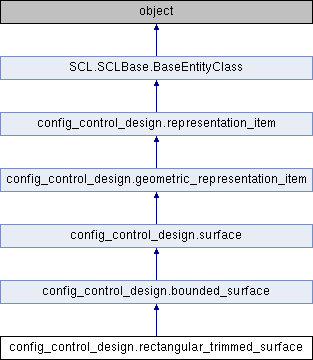 object
SCL.SCLBase.BaseEntityClass
config_control_design.representation_item
config_control_design.geometric_representation_item
config_control_design.surface
config_control_design.bounded_surface
config_control_design.rectangular_trimmed_surface